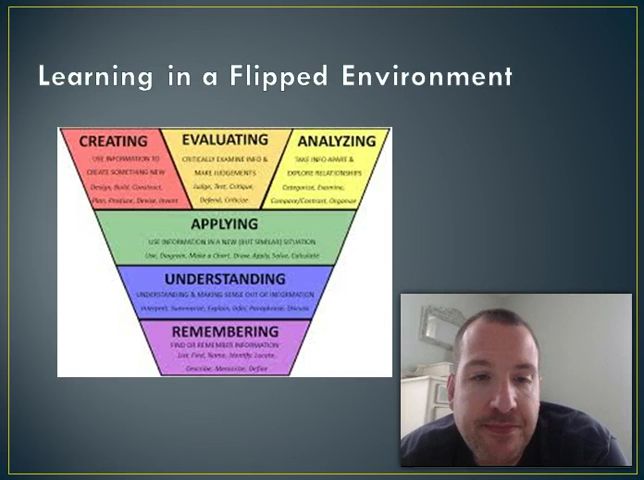 Learning in a Flipped Environment
CREATING
USE INFORMATION TO
CREATE SOMETHING NEW
Design, Build, Construct,
Plan, Produce, Devise, Invent
EVALUATING
CRITICALLY EXAMINE INFO &
MAKE JUDGEMENTS
Judge, Test, Critique,
Defend, Criticize
ANALYZING
TAKE INFO APART &
EXPLORE RELATIONSHIPS
Categorize, Examine,
Compare/Contrast, Organize
APPLYING
USE INFORMATION IN A NEW (BUT SIMILAR) SITUATION
Use, Diagram, Make a Chart, Draw, Apply, Solve, Calculate
UNDERSTANDING
UNDERSTANDING & MAKING SENSE OUT OF INFORMATION
Interpret, Summarize, Explain, Infer, Paraphrase, Discuss
REMEMBERING
FIND OR REMEMBER INFORMATION
List, Find, Name, Identify, Locate,
Describe, Memorize, Define